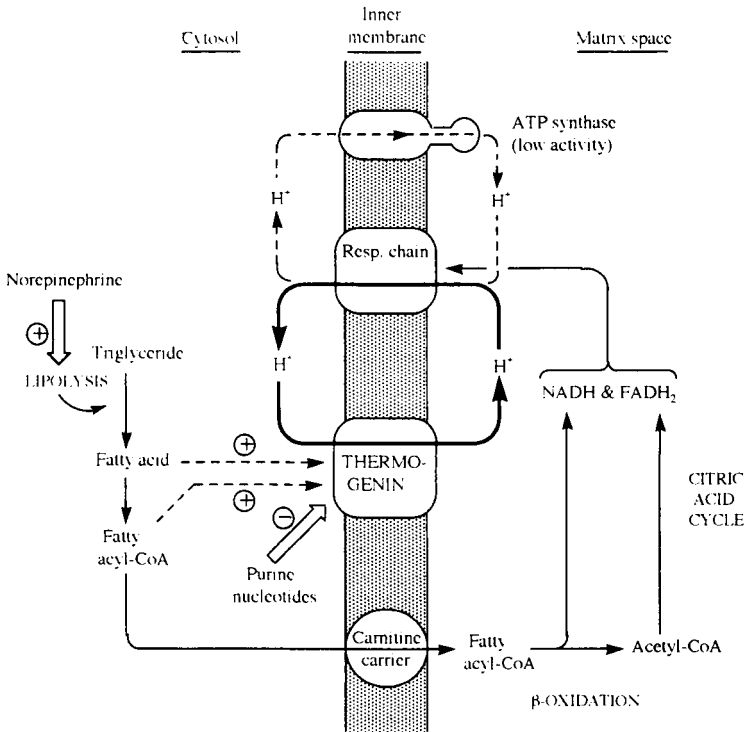 Cytosol
Inner
membrane
Matrix space
ATP synthase
(low activity)
H⁺
H⁺
Resp. chain
Norepinephrine
⊕
Triglyceride
LIPOLYSIS
H⁺
H⁺
NADH & FADH₂
Fatty acid
⊕
THERMO-
GENIN
⊕
Fatty
acyl-CoA
⊖
Purine
nucleotides
CITRIC
ACID
CYCLE
Carnitine
carrier
Fatty
acyl-CoA
Acetyl-CoA
β-OXIDATION